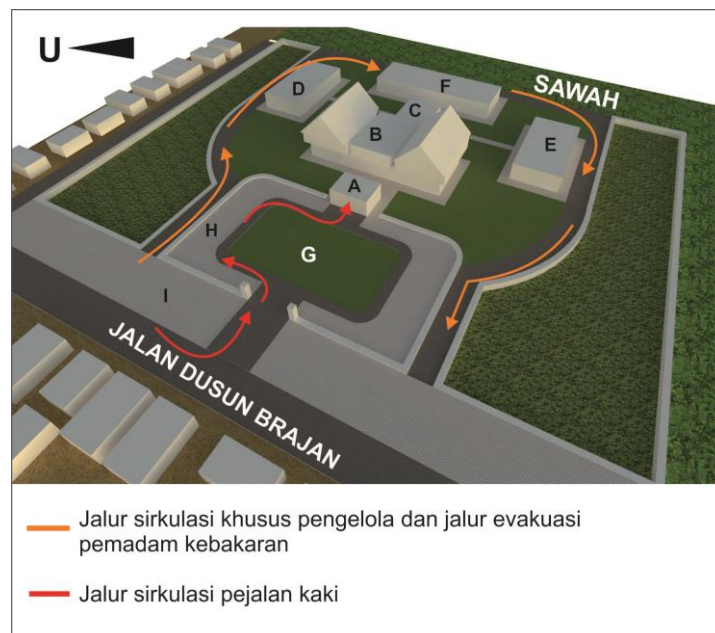 U
D
F
SAWAH
C
B
E
A
H
G
I
JALAN DUSUN BRAJAN
Jalur sirkulasi khusus pengelola dan jalur evakuasi
pemadam kebakaran
Jalur sirkulasi pejalan kaki